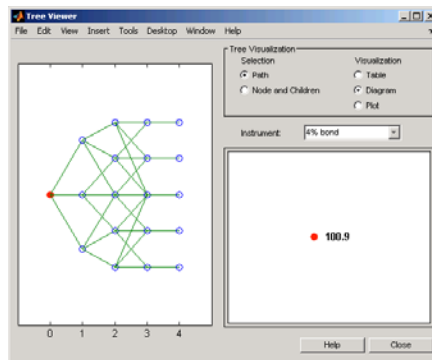 Tree Viewer
File Edit View Insert Tools Desktop Window Help
Tree Visualization
Selection
Visualization
Path
Table
Node and Children
Diagram
Plot
Instrument:
4% bond
100.9
0 1 2 3 4
Help
Close